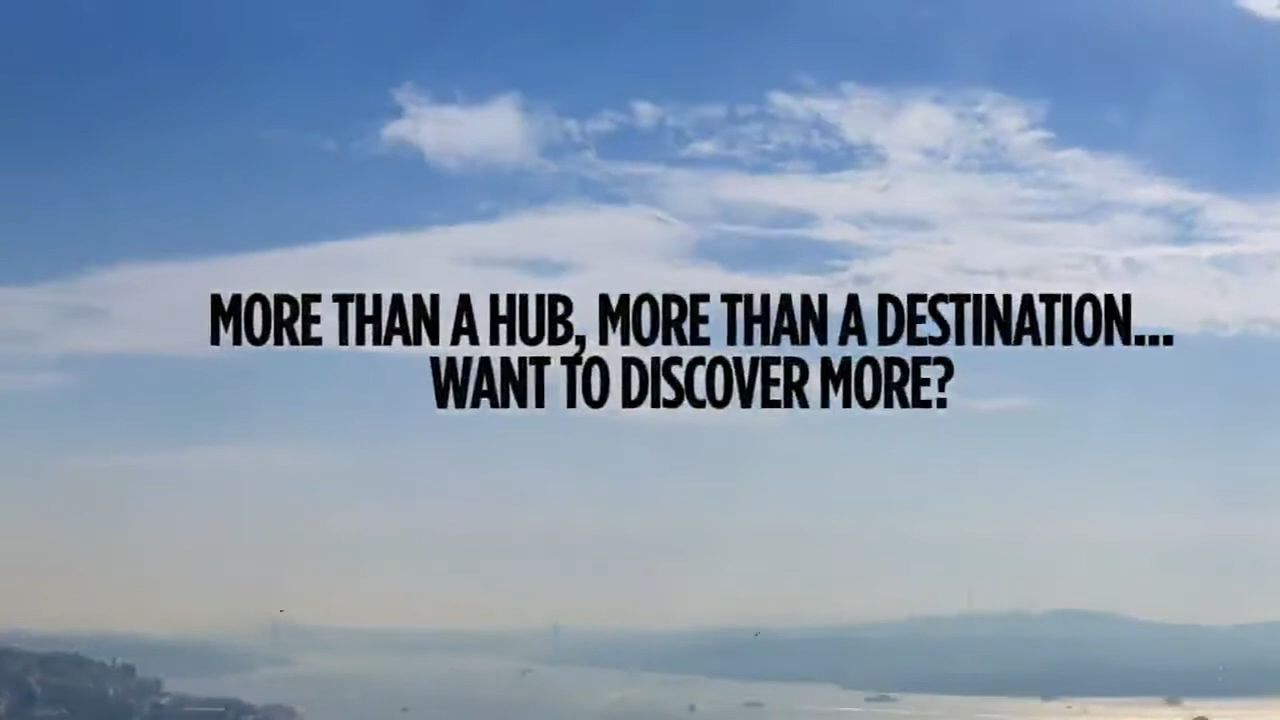 MORE THAN A HUB, MORE THAN A DESTINATION...
WANT TO DISCOVER MORE?